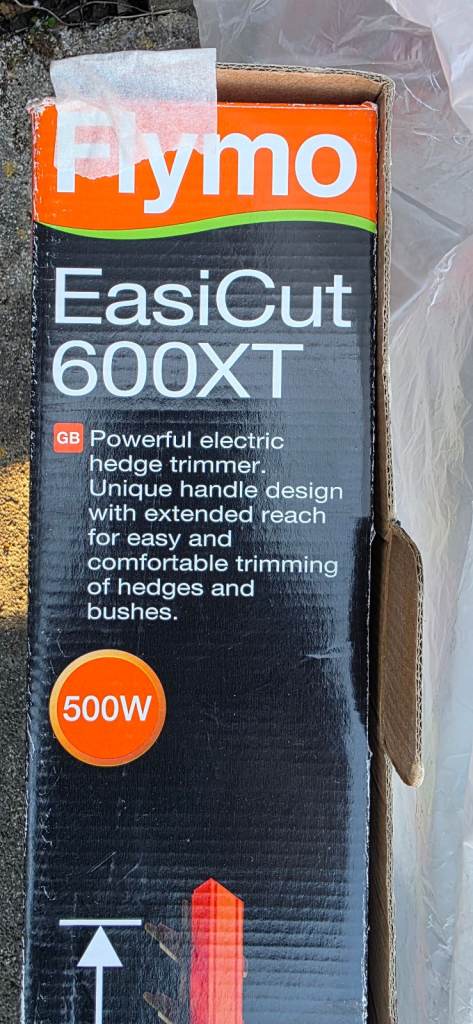 Flymo
EasiCut
600XT
GB Powerful electric
hedge trimmer.
Unique handle design
with extended reach
for easy and
comfortable trimming
of hedges and
bushes.
500W